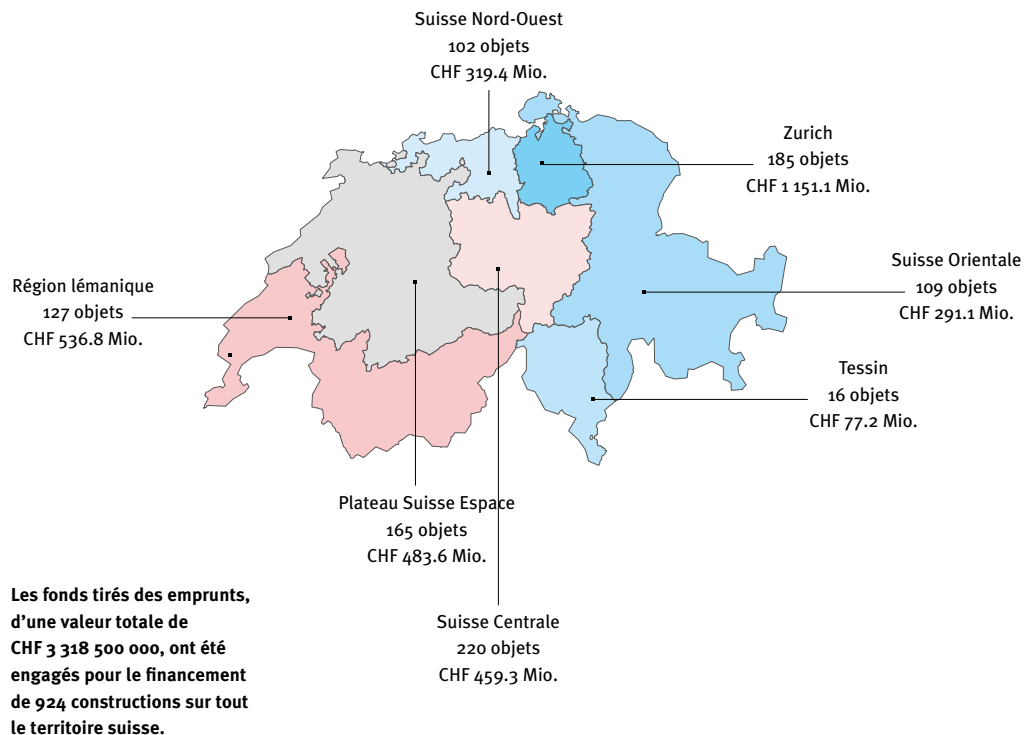 Suisse Nord-Ouest
102 objets
CHF 319.4 Mio.
Zurich
185 objets
CHF 1 151.1 Mio.
Suisse Orientale
109 objets
CHF 291.1 Mio.
Région lémanique
127 objets
CHF 536.8 Mio.
Tessin
16 objets
CHF 77.2 Mio.
Plateau Suisse Espace
165 objets
CHF 483.6 Mio.
Suisse Centrale
220 objets
CHF 459.3 Mio.
Les fonds tirés des emprunts,
d'une valeur totale de
CHF 3 318 500 000, ont été
engagés pour le financement
de 924 constructions sur tout
le territoire suisse.